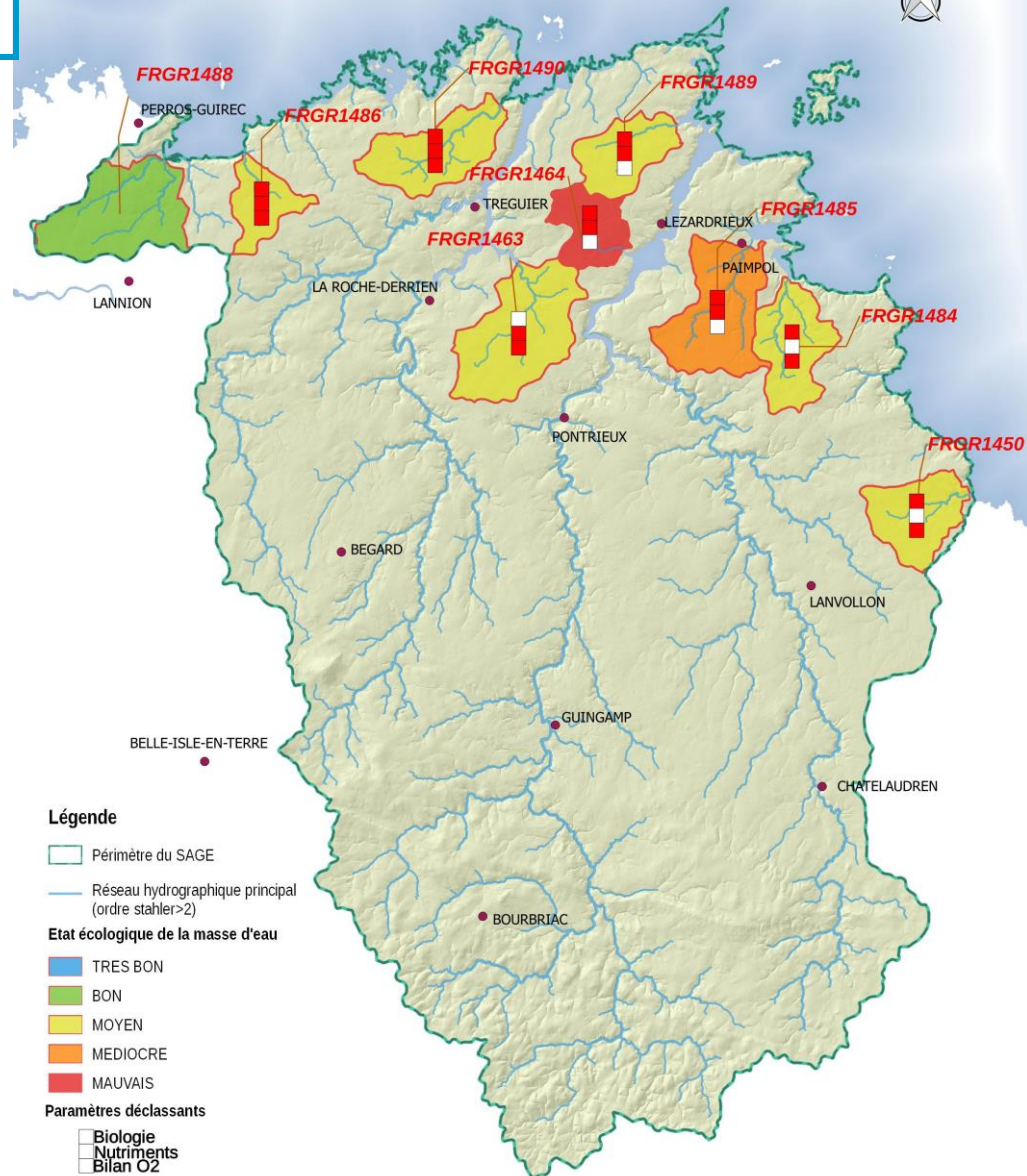 FRGR1488
FRGR1490
FRGR1489
PERROS-GUIREC
FRGR1486
FRGR1464
TREGUIER
LEZARDRIEUX
FRGR1485
FRGR1463
PAIMPOL
LA ROCHE-DERRIEN
LANNION
FRGR1484
PONTRIEUX
FRGR1450
BEGARD
LANVOLLON
GUINGAMP
BELLE-ISLE-EN-TERRE
CHATELAUDREN
BOURBRIAC
Légende
Périmètre du SAGE
Réseau hydrographique principal
(ordre stahler>2)
Etat écologique de la masse d'eau
TRES BON
BON
MOYEN
MEDIOCRE
MAUVAIS
Paramètres déclassants
Biologie
Nutriments
Bilan O2